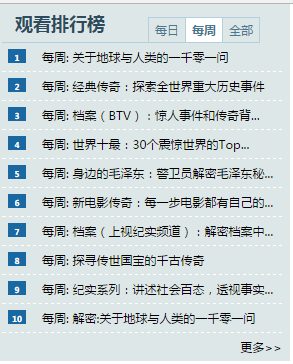 观看排行榜
每日 每周 全部
1 每周: 关于地球与人类的一千零一问
2 每周: 经典传奇：探索全世界重大历史事件
3 每周: 档案（BTV）: 惊人事件和传奇背...
4 每周: 世界十最：30个震惊世界的Top...
5 每周: 身边的毛泽东：警卫员解密毛泽东秘...
6 每周: 新电影传奇：每一步电影都有自己的...
7 每周: 档案（上视纪实频道）: 解密档案中...
8 每周: 探寻传世国宝的千古传奇
9 每周: 纪实系列：讲述社会百态，透视事实...
10 每周: 解密:关于地球与人类的一千零一问
更多>>